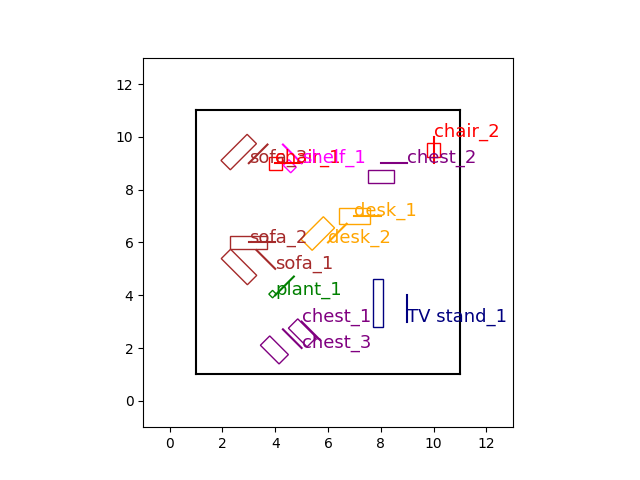 12
10
8
6
4
2
0
chair_2
sofa_3
chair_1
shelf_1
chest_2
desk_1
sofa_2
desk_2
sofa_1
plant_1
chest_1
TV stand_1
chest_3
0 2 4 6 8 10 12